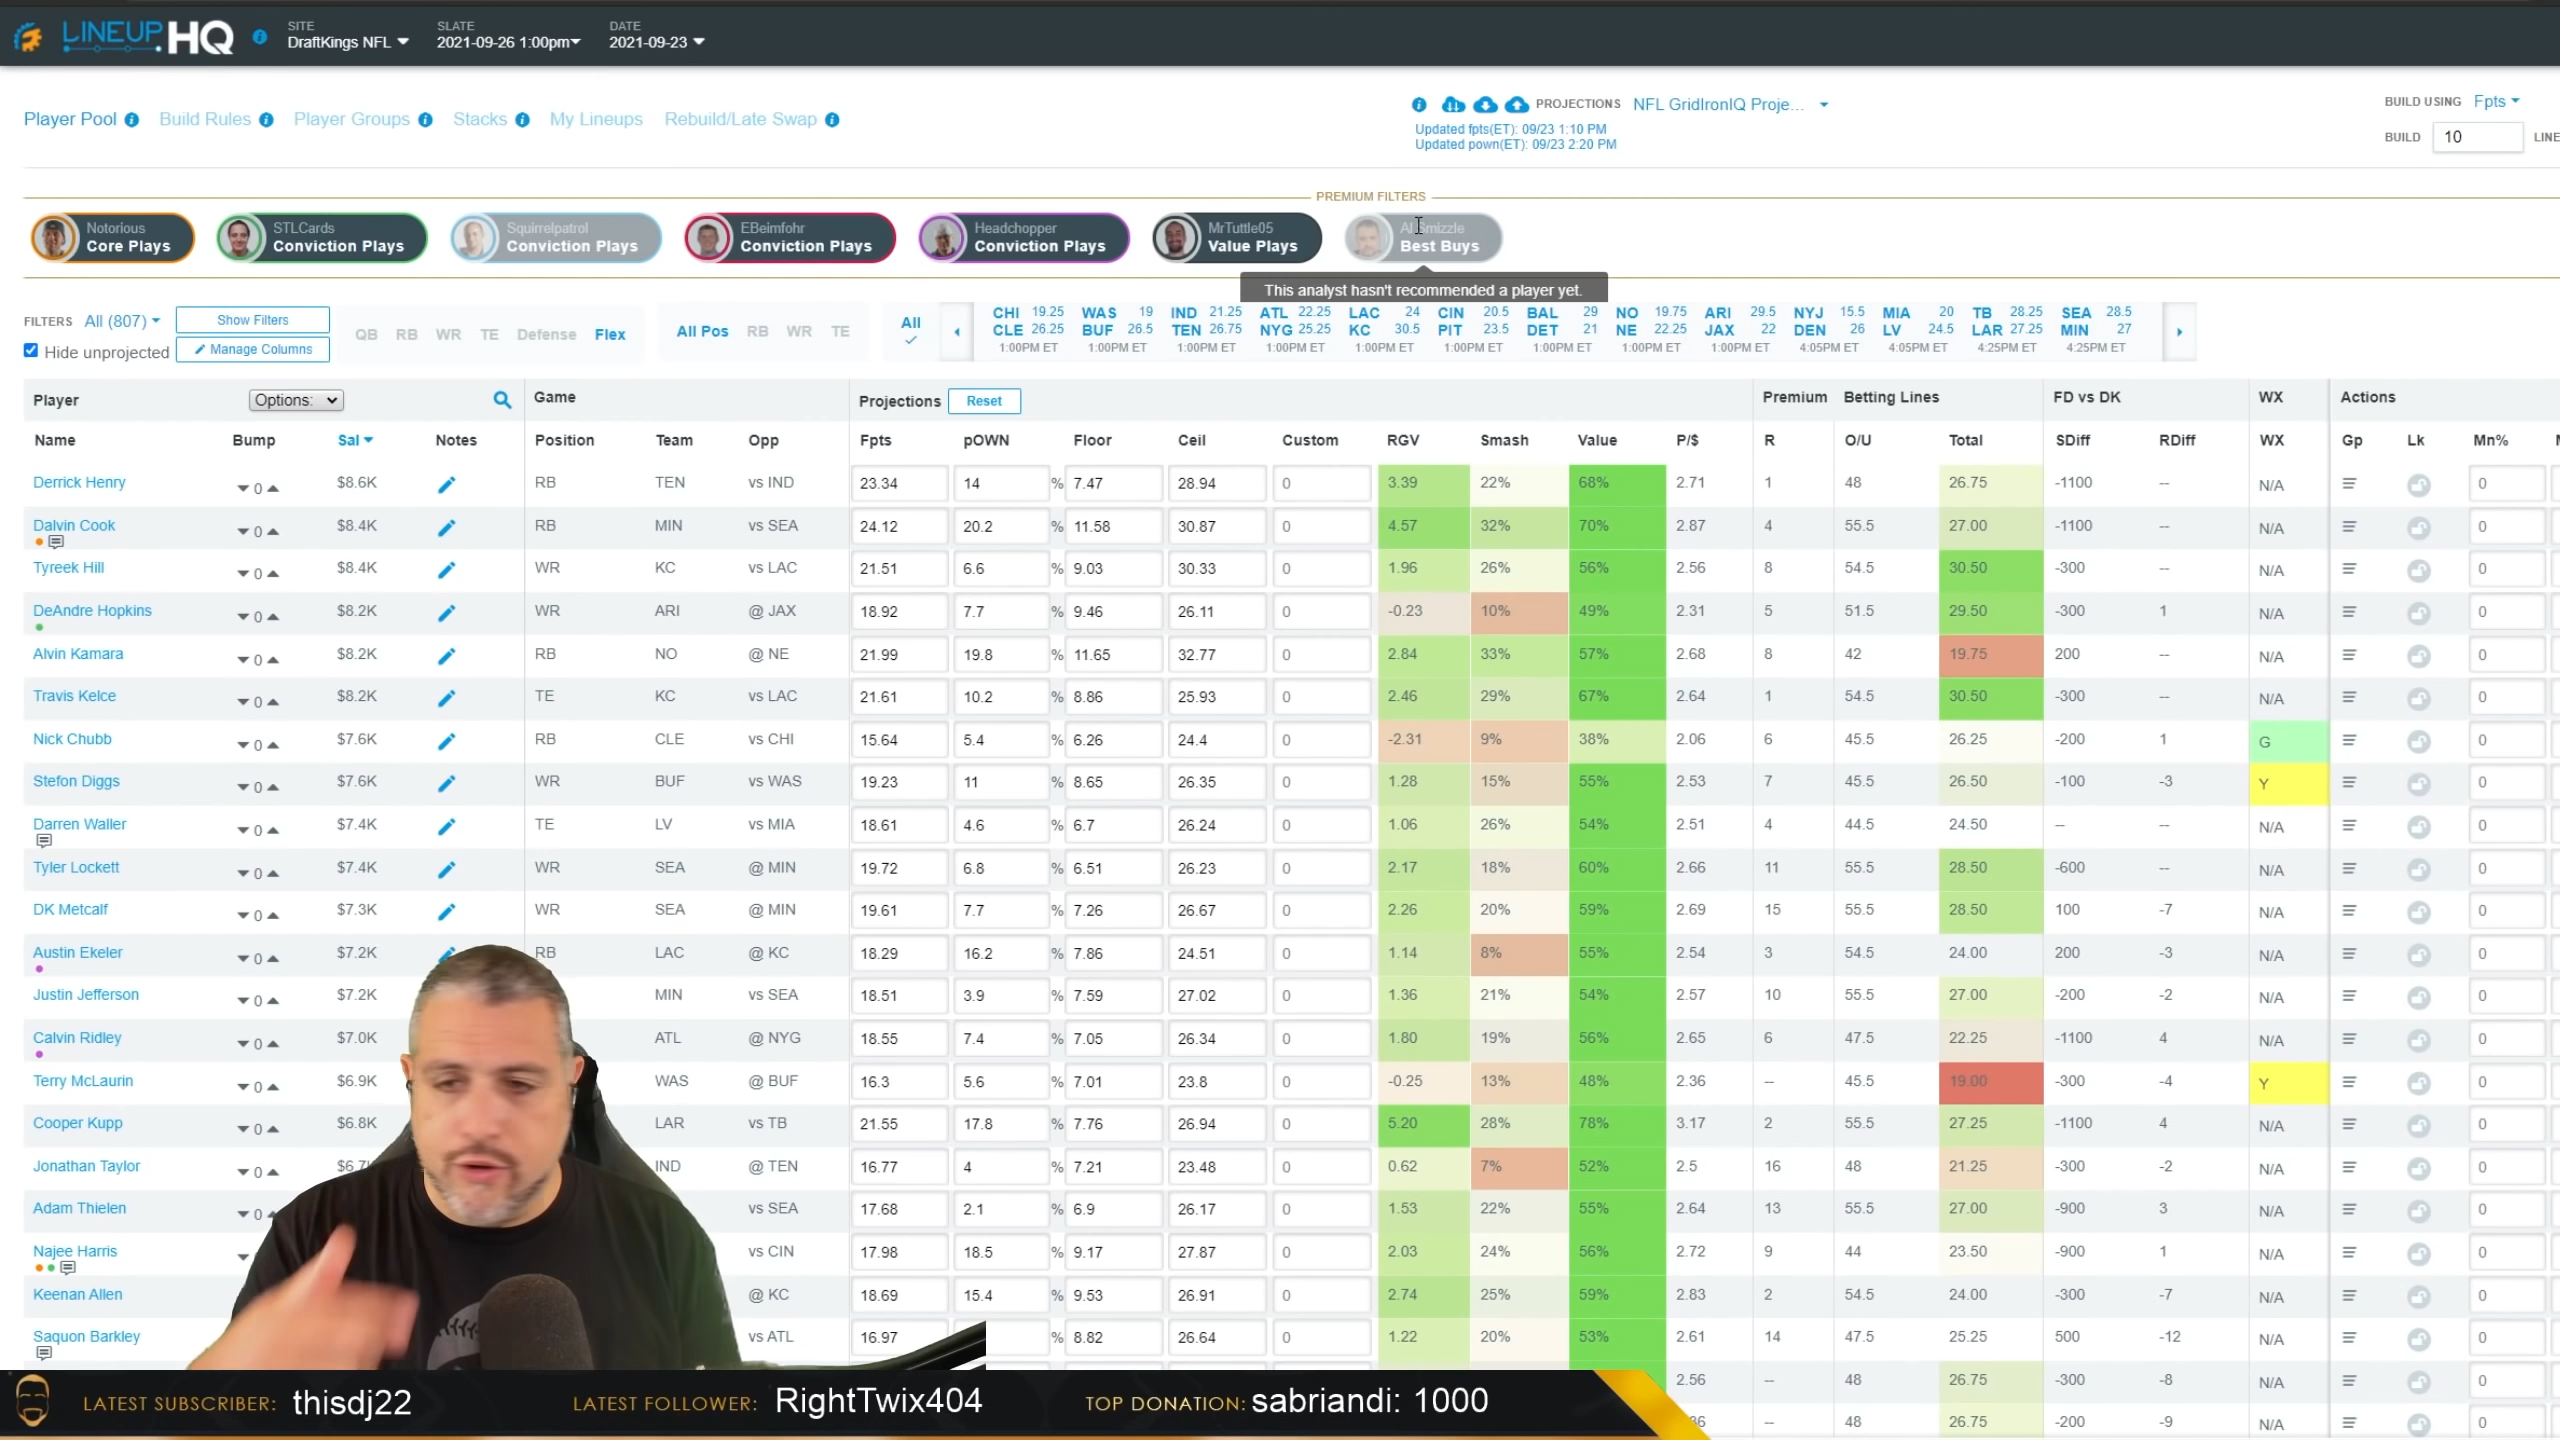 LINEUPHQ
SITE
DraftKings NFL
SLATE
2021-09-26 1:00pm
DATE
2021-09-23
Player Pool Build Rules Player Groups Stacks My Lineups Rebuild/Late Swap
PROJECTIONS NFL GridIronIQ Proje...
Updated fpts(ET): 09/23 1:10 PM
Updated pown(ET): 09/23 2:20 PM
BUILD USING Fpts
BUILD 10 LINE
PREMIUM FILTERS
Notorious
Core Plays
STLCards
Conviction Plays
Squirrelpatrol
Conviction Plays
EBeimfohr
Conviction Plays
Headchopper
Conviction Plays
MrTuttle05
Value Plays
Best Buys
This analyst hasn't recommended a player yet.
FILTERS All (807) Show Filters
Hide unprojected Manage Columns
QB RB WR TE Defense Flex
All Pos RB WR TE
All
CHI 19.25 WAS 19 IND 21.25 ATL 22.25 LAC 24 CIN 20.5 BAL 29 NO 19.75 ARI 29.5 NYJ 15.5 MIA 20 TB 28.25 SEA 28.5
CLE 26.25 BUF 26.5 TEN 26.75 NYG 25.25 KC 30.5 PIT 23.5 DET 21 NE 22.25 JAX 22 DEN 26 LV 24.5 LAR 27.25 MIN 27
1:00PM ET 1:00PM ET 1:00PM ET 1:00PM ET 1:00PM ET 1:00PM ET 1:00PM ET 1:00PM ET 1:00PM ET 4:05PM ET 4:05PM ET 4:25PM ET 4:25PM ET
Player Options: Game Projections Reset Premium Betting Lines FD vs DK WX Actions
Name Bump Sal Notes Position Team Opp Fpts pOWN Floor Ceil Custom RGV Smash Value P/$ R O/U Total SDiff RDiff WX Gp Lk Mn%
Derrick Henry 0 $8.6K RB TEN vs IND 23.34 14 % 7.47 28.94 0 3.39 22% 68% 2.71 1 48 26.75 -1100 -- N/A 0
Dalvin Cook 0 $8.4K RB MIN vs SEA 24.12 20.2 % 11.58 30.87 0 4.57 32% 70% 2.87 4 55.5 27.00 -1100 -- N/A 0
Tyreek Hill 0 $8.4K WR KC vs LAC 21.51 6.6 % 9.03 30.33 0 1.96 26% 56% 2.56 8 54.5 30.50 -300 -- N/A 0
DeAndre Hopkins 0 $8.2K WR ARI @ JAX 18.92 7.7 % 9.46 26.11 0 -0.23 10% 49% 2.31 5 51.5 29.50 -300 1 N/A 0
Alvin Kamara 0 $8.2K RB NO @ NE 21.99 19.8 % 11.65 32.77 0 2.84 33% 57% 2.68 8 42 19.75 200 -- N/A 0
Travis Kelce 0 $8.2K TE KC vs LAC 21.61 10.2 % 8.86 25.93 0 2.46 29% 67% 2.64 1 54.5 30.50 -300 -- N/A 0
Nick Chubb 0 $7.6K RB CLE vs CHI 15.64 5.4 % 6.26 24.4 0 -2.31 9% 38% 2.06 6 45.5 26.25 -200 1 G 0
Stefon Diggs 0 $7.6K WR BUF vs WAS 19.23 11 % 8.65 26.35 0 1.28 15% 55% 2.53 7 45.5 26.50 -100 -3 Y 0
Darren Waller 0 $7.4K TE LV vs MIA 18.61 4.6 % 6.7 26.24 0 1.06 26% 54% 2.51 4 44.5 24.50 -- -- N/A 0
Tyler Lockett 0 $7.4K WR SEA @ MIN 19.72 6.8 % 6.51 26.23 0 2.17 18% 60% 2.66 11 55.5 28.50 -600 -- N/A 0
DK Metcalf 0 $7.3K WR SEA @ MIN 19.61 7.7 % 7.26 26.67 0 2.26 20% 59% 2.69 15 55.5 28.50 100 -7 N/A 0
Austin Ekeler 0 $7.2K RB LAC @ KC 18.29 16.2 % 7.86 24.51 0 1.14 8% 55% 2.54 3 54.5 24.00 200 -3 N/A 0
Justin Jefferson 0 $7.2K MIN vs SEA 18.51 3.9 % 7.59 27.02 0 1.36 21% 54% 2.57 10 55.5 27.00 -200 -2 N/A 0
Calvin Ridley 0 $7.0K ATL @ NYG 18.55 7.4 % 7.05 26.34 0 1.80 19% 56% 2.65 6 47.5 22.25 -1100 4 N/A 0
Terry McLaurin 0 $6.9K WAS @ BUF 16.3 5.6 % 7.01 23.8 0 -0.25 13% 48% 2.36 -- 45.5 19.00 -300 -4 Y 0
Cooper Kupp 0 $6.8K LAR vs TB 21.55 17.8 % 7.76 26.94 0 5.20 28% 78% 3.17 2 55.5 27.25 -1100 4 N/A 0
Jonathan Taylor 0 $6.7 IND @ TEN 16.77 4 % 7.21 23.48 0 0.62 7% 52% 2.5 16 48 21.25 -300 -2 N/A 0
Adam Thielen 0 vs SEA 17.68 2.1 % 6.9 26.17 0 1.53 22% 55% 2.64 13 55.5 27.00 -900 3 N/A 0
Najee Harris vs CIN 17.98 18.5 % 9.17 27.87 0 2.03 24% 56% 2.72 9 44 23.50 -900 1 N/A 0
Keenan Allen @ KC 18.69 15.4 % 9.53 26.91 0 2.74 25% 59% 2.83 2 54.5 24.00 -300 -7 N/A 0
Saquon Barkley vs ATL 16.97 % 8.82 26.64 0 1.22 20% 53% 2.61 14 47.5 25.25 500 -12 N/A 0
2.56 -- 48 26.75 -300 -8 N/A 0
-- 48 26.75 -200 -9 N/A 0
LATEST SUBSCRIBER: thisdj22 LATEST FOLLOWER: RightTwix404 TOP DONATION: sabriandi: 1000